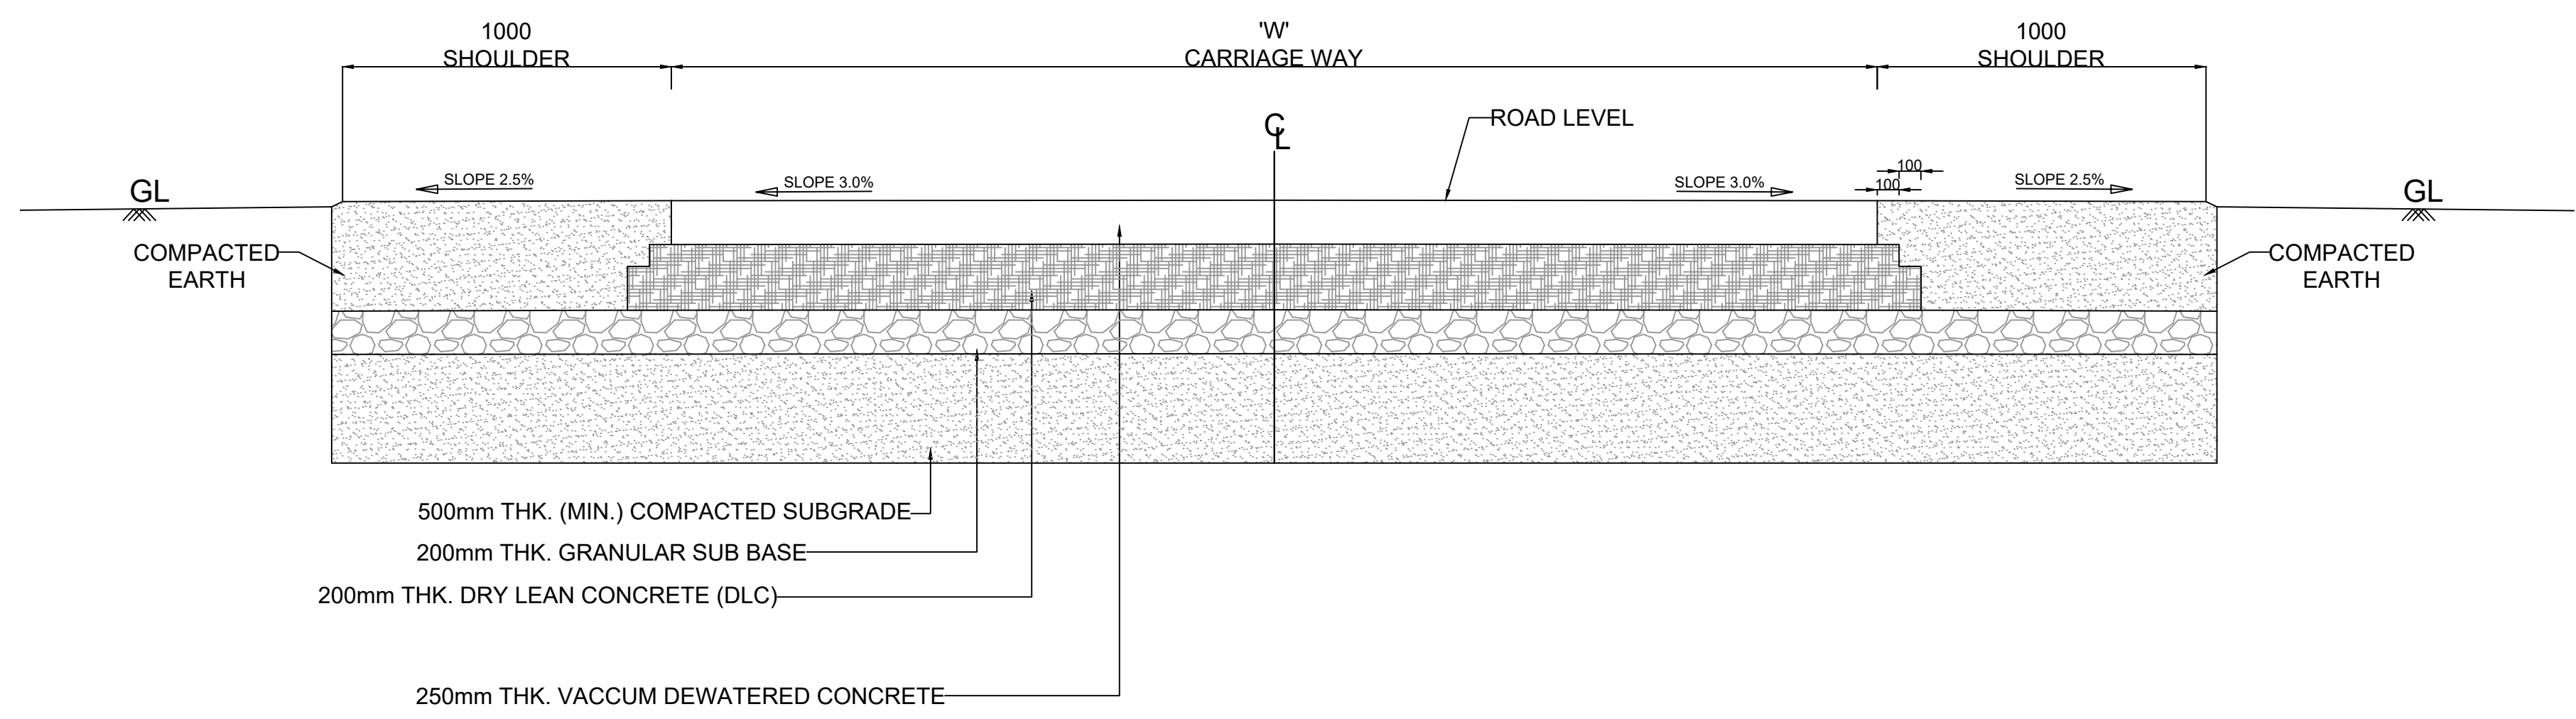 1000
SHOULDER
'W'
CARRIAGE WAY
1000
SHOULDER
ROAD LEVEL
CL
100
100
SLOPE 2.5%
SLOPE 3.0%
SLOPE 3.0%
SLOPE 2.5%
GL
GL
COMPACTED
EARTH
COMPACTED
EARTH
500mm THK. (MIN.) COMPACTED SUBGRADE
200mm THK. GRANULAR SUB BASE
200mm THK. DRY LEAN CONCRETE (DLC)
250mm THK. VACCUM DEWATERED CONCRETE